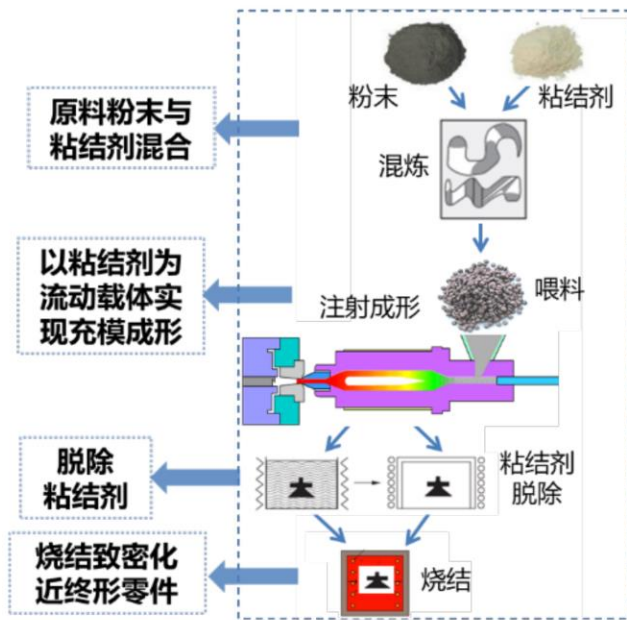 粉末
粘结剂
原料粉末与
粘结剂混合
混炼
以粘结剂为
流动载体实
现充模成形
喂料
注射成形
脱除
粘结剂
粘结剂
脱除
烧结致密化
近终形零件
烧结